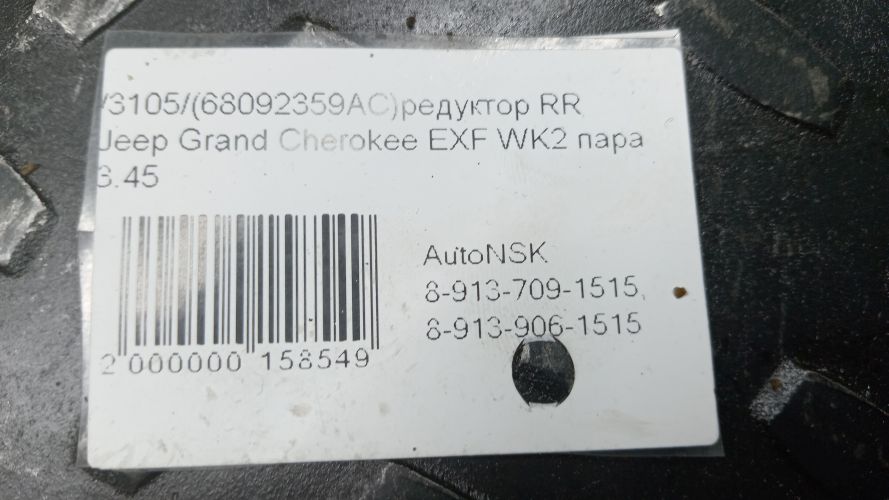 /3105/(68092359AC)редуктор RR
Jeep Grand Cherokee EXF WK2 пара
3.45
AutoNSK
8-913-709-1515,
8-913-906-1515
2 000000 158549